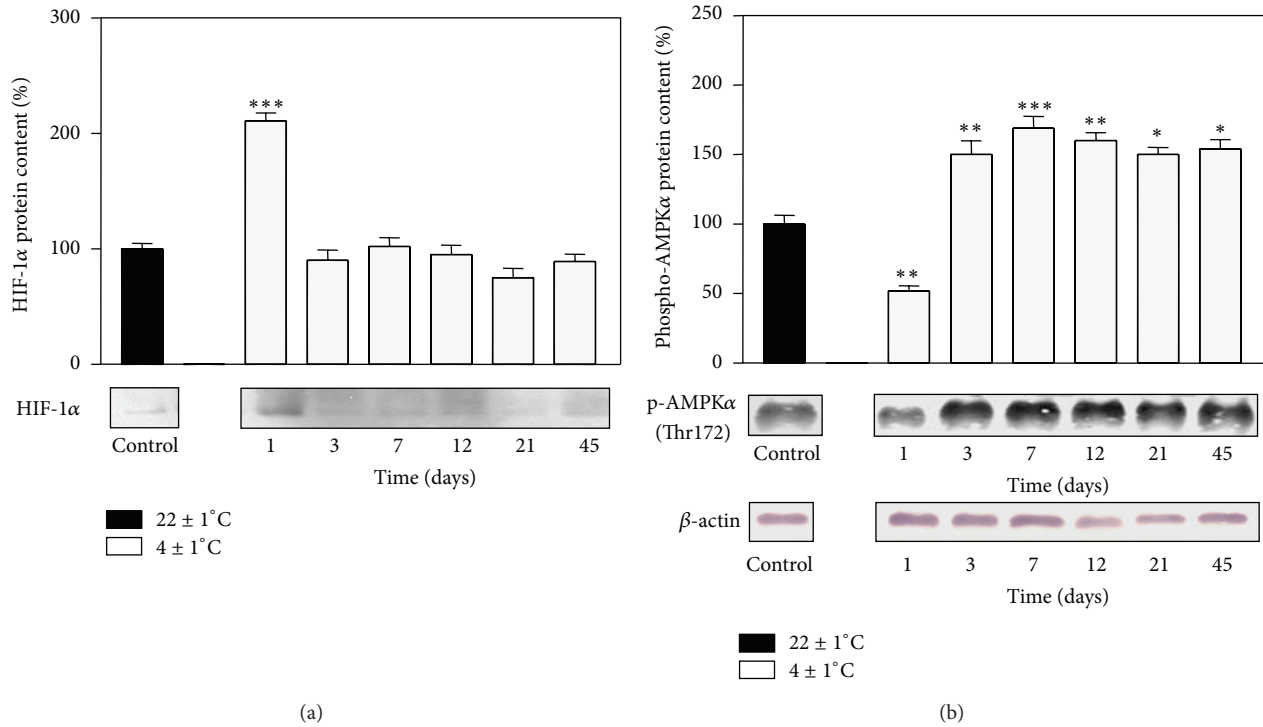 HIF-1α protein content (%)
300
200
100
0
***
HIF-1α
Control
1 3 7 12 21 45
Time (days)
22 ± 1°C
4 ± 1°C
(a)
Phospho-AMPKα protein content (%)
250
200
150
100
50
0
** ** *** ** * *
p-AMPKα
(Thr172)
Control
1 3 7 12 21 45
Time (days)
β-actin
Control
1 3 7 12 21 45
Time (days)
22 ± 1°C
4 ± 1°C
(b)